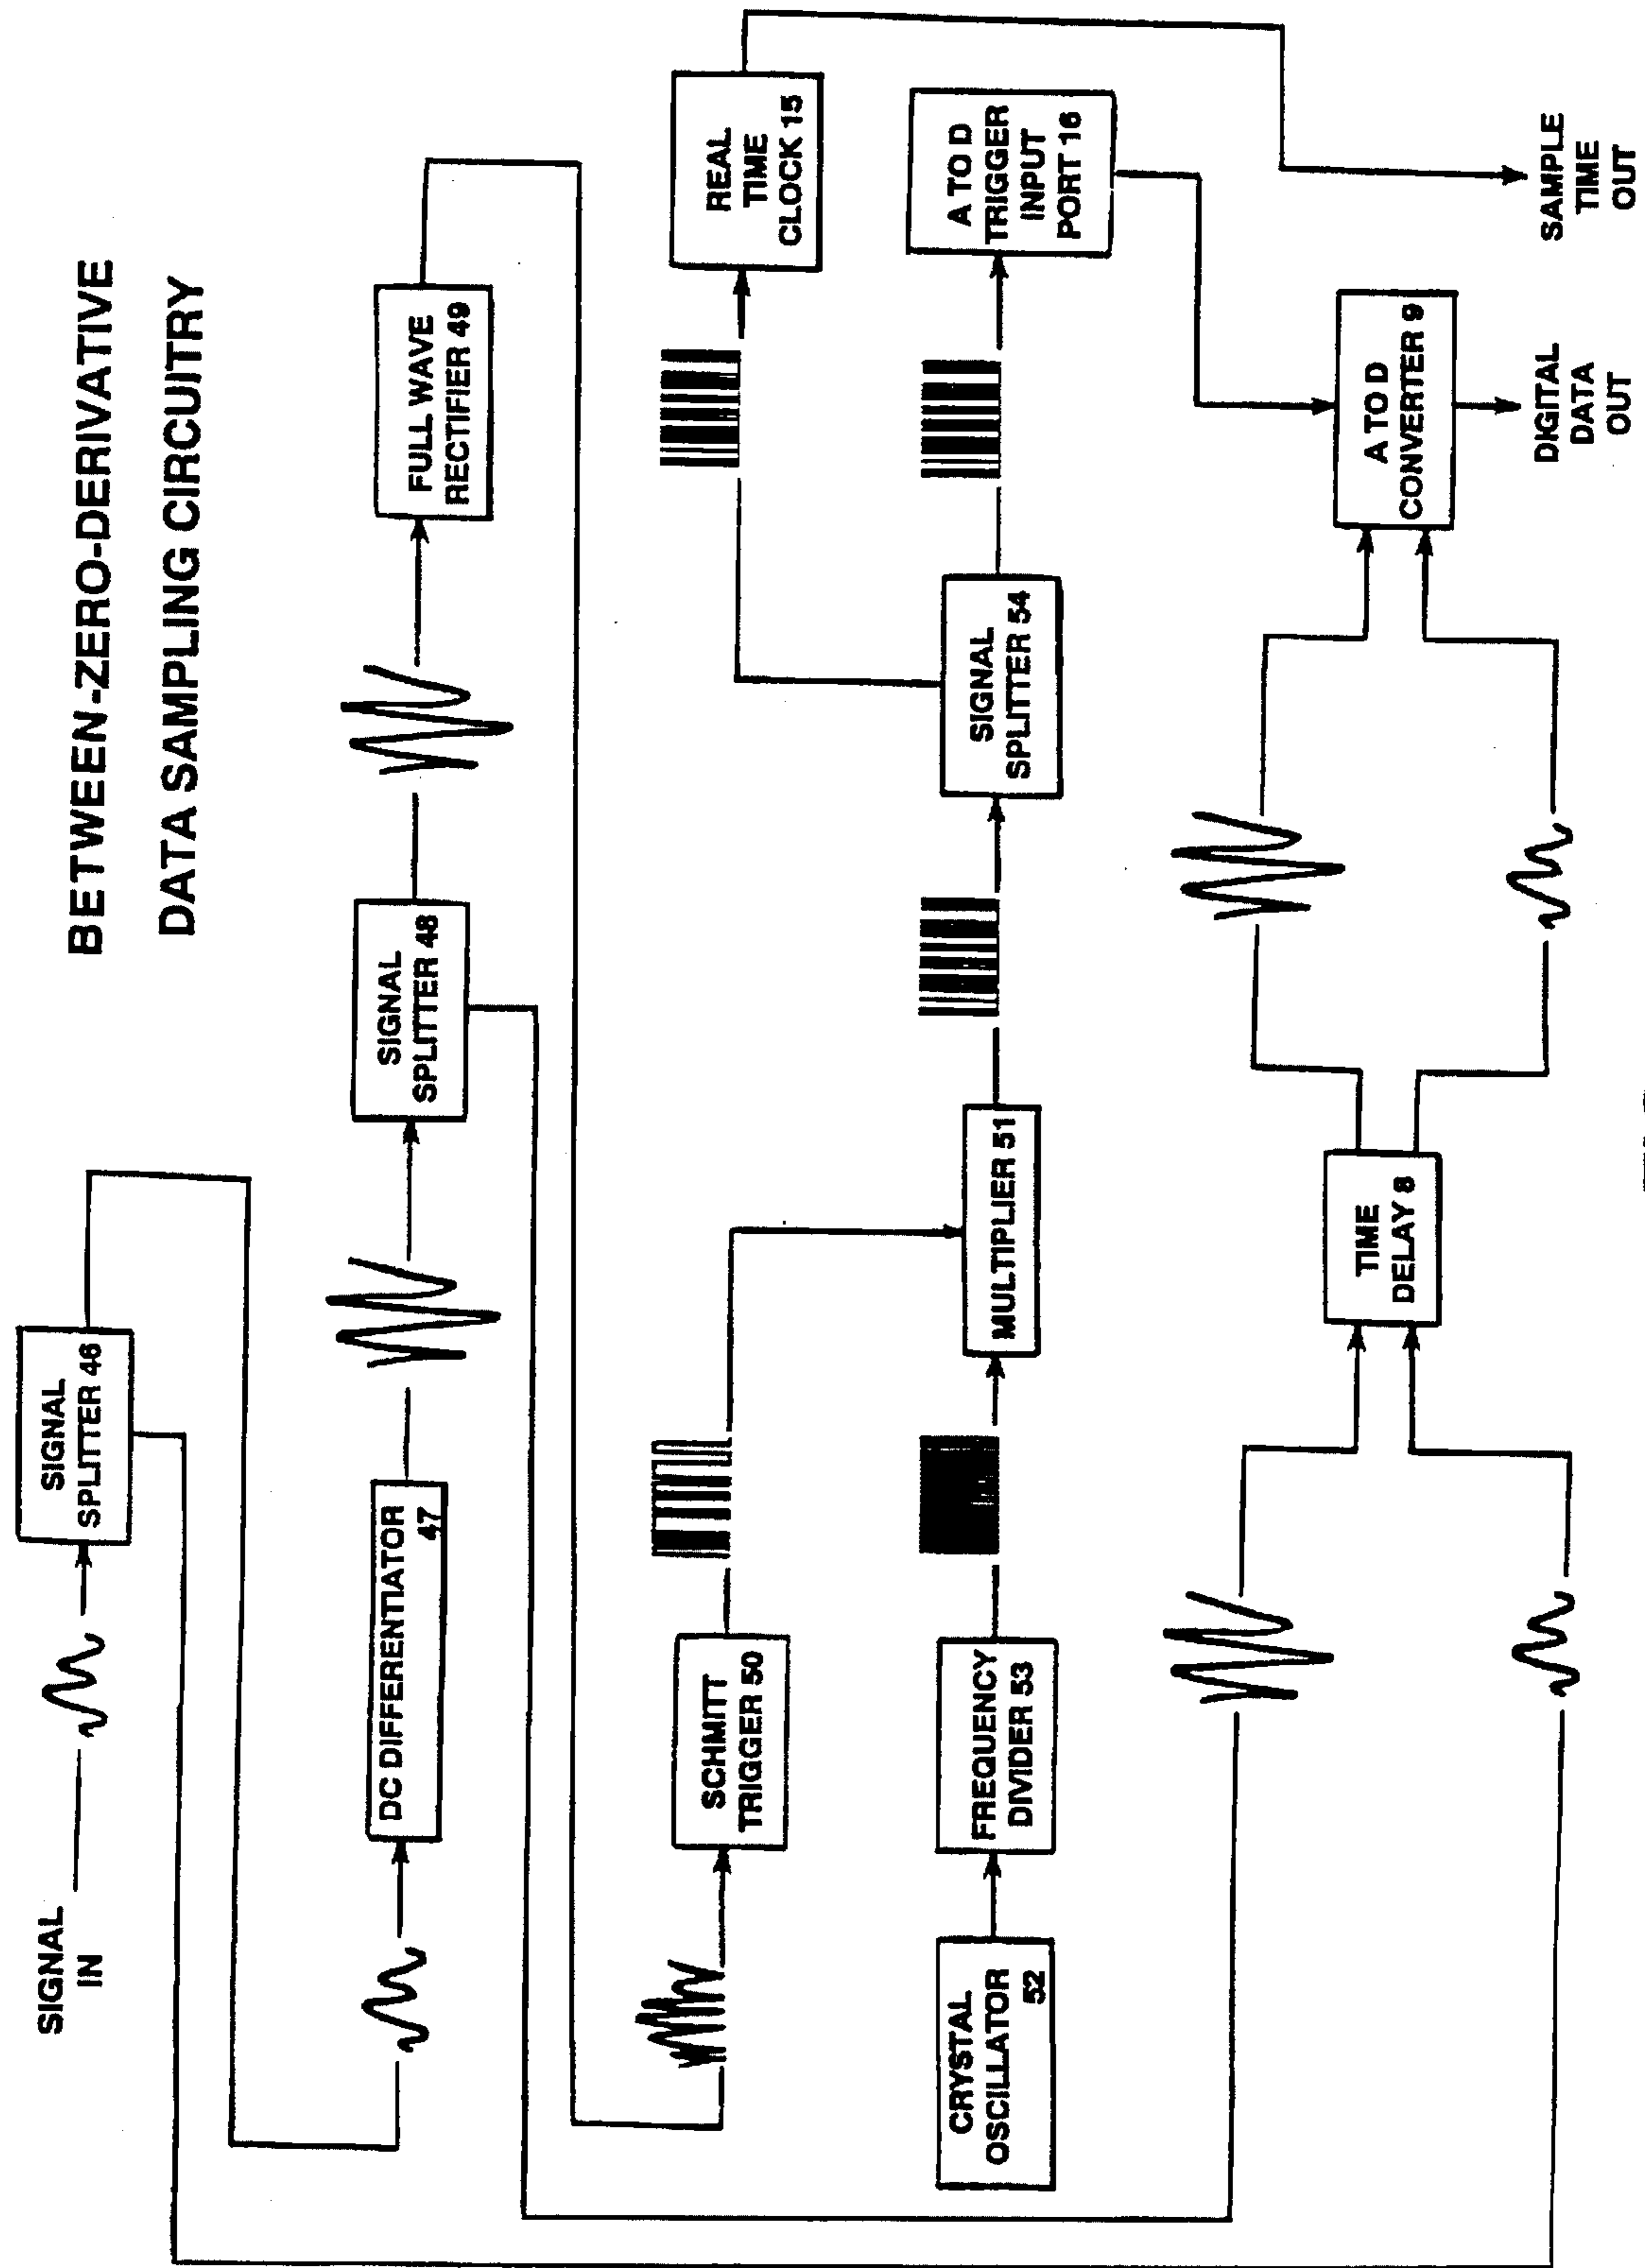 BETWEEN-ZERO-DERIVATIVE
DATA SAMPLING CIRCUITRY
SIGNAL
IN
SIGNAL
SPLITTER 46
DC DIFFERENTIATOR
47
SIGNAL
SPLITTER 48
FULL WAVE
RECTIFIER 49
SCHMITT
TRIGGER 50
REAL
TIME
CLOCK 15
CRYSTAL
OSCILLATOR
52
FREQUENCY
DIVIDER 53
MULTIPLIER 51
SIGNAL
SPLITTER 54
A TO D
TRIGGER
INPUT
PORT 16
TIME
DELAY 8
A TO D
CONVERTER 9
DIGITAL
DATA
OUT
SAMPLE
TIME
OUT